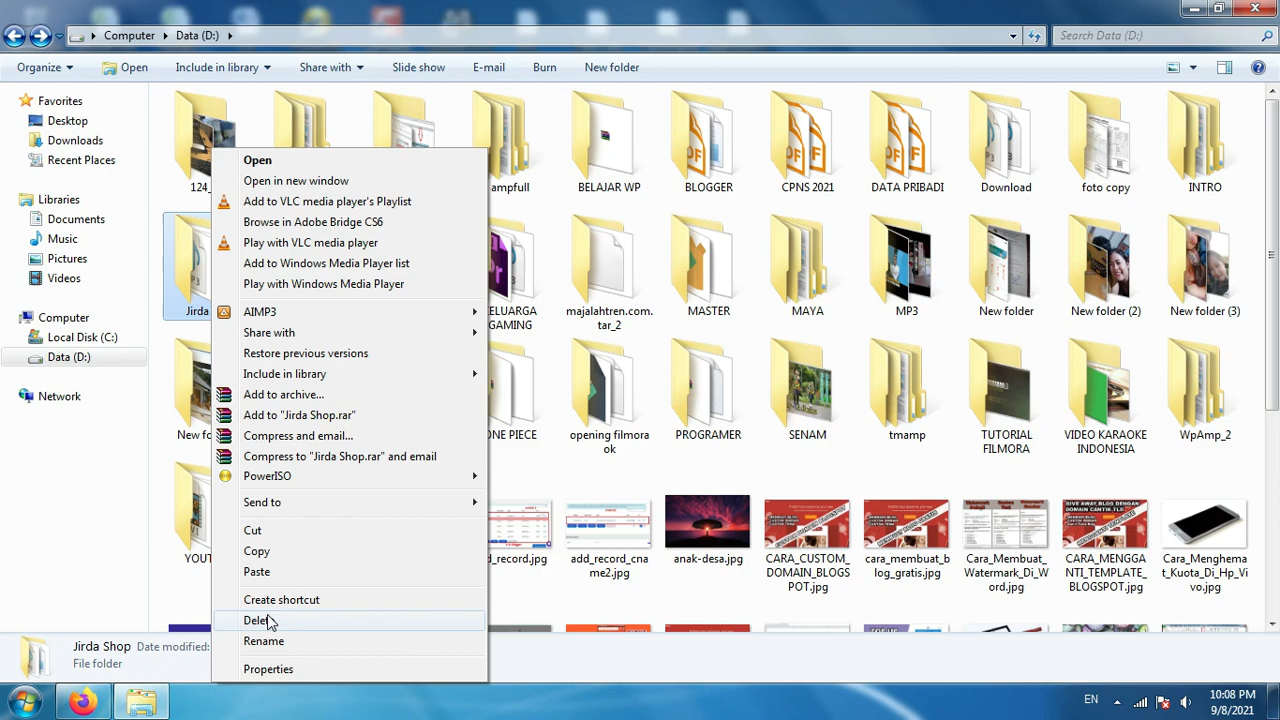 Computer
Data (D:)
Search Data (D:)
Organize
Open
Include in library
Share with
Slide show
E-mail
Burn
New folder
Favorites
Desktop
Downloads
Recent Places
Libraries
Documents
Music
Pictures
Videos
Computer
Local Disk (C:)
Data (D:)
Network
124_
ampfull
BELAJAR WP
BLOGGER
CPNS 2021
DATA PRIBADI
Download
foto copy
INTRO
Jirda
ELUARGA
GAMING
majalahtren.com.
tar_2
MASTER
MAYA
MP3
New folder
New folder (2)
New folder (3)
New fo
ONE PIECE
opening filmora
ok
PROGRAMER
SENAM
tmamp
TUTORIAL
FILMORA
VIDEO KARAOKE
INDONESIA
WpAmp_2
YOUT
d_record_cn
add_record_cna
me2.jpg
anak-desa.jpg
CARA_CUSTOM_
DOMAIN_BLOGS
POT.jpg
cara_membuat_b
log_gratis.jpg
Cara_Membuat_
Watermark_Di_W
ord.jpg
CARA_MENGGA
NTI_TEMPLATE_
BLOGSPOT.jpg
Cara_Menghema
t_Kuota_Di_Hp_
Vivo.jpg
Open
Open in new window
Add to VLC media player's Playlist
Browse in Adobe Bridge CS6
Play with VLC media player
Add to Windows Media Player list
Play with Windows Media Player
AIMP3
Share with
Restore previous versions
Include in library
Add to archive...
Add to "Jirda Shop.rar"
Compress and email...
Compress to "Jirda Shop.rar" and email
PowerISO
Send to
Cut
Copy
Paste
Create shortcut
Delet
Rename
Properties
Jirda Shop
Date modified:
File folder
EN
10:08 PM
9/8/2021